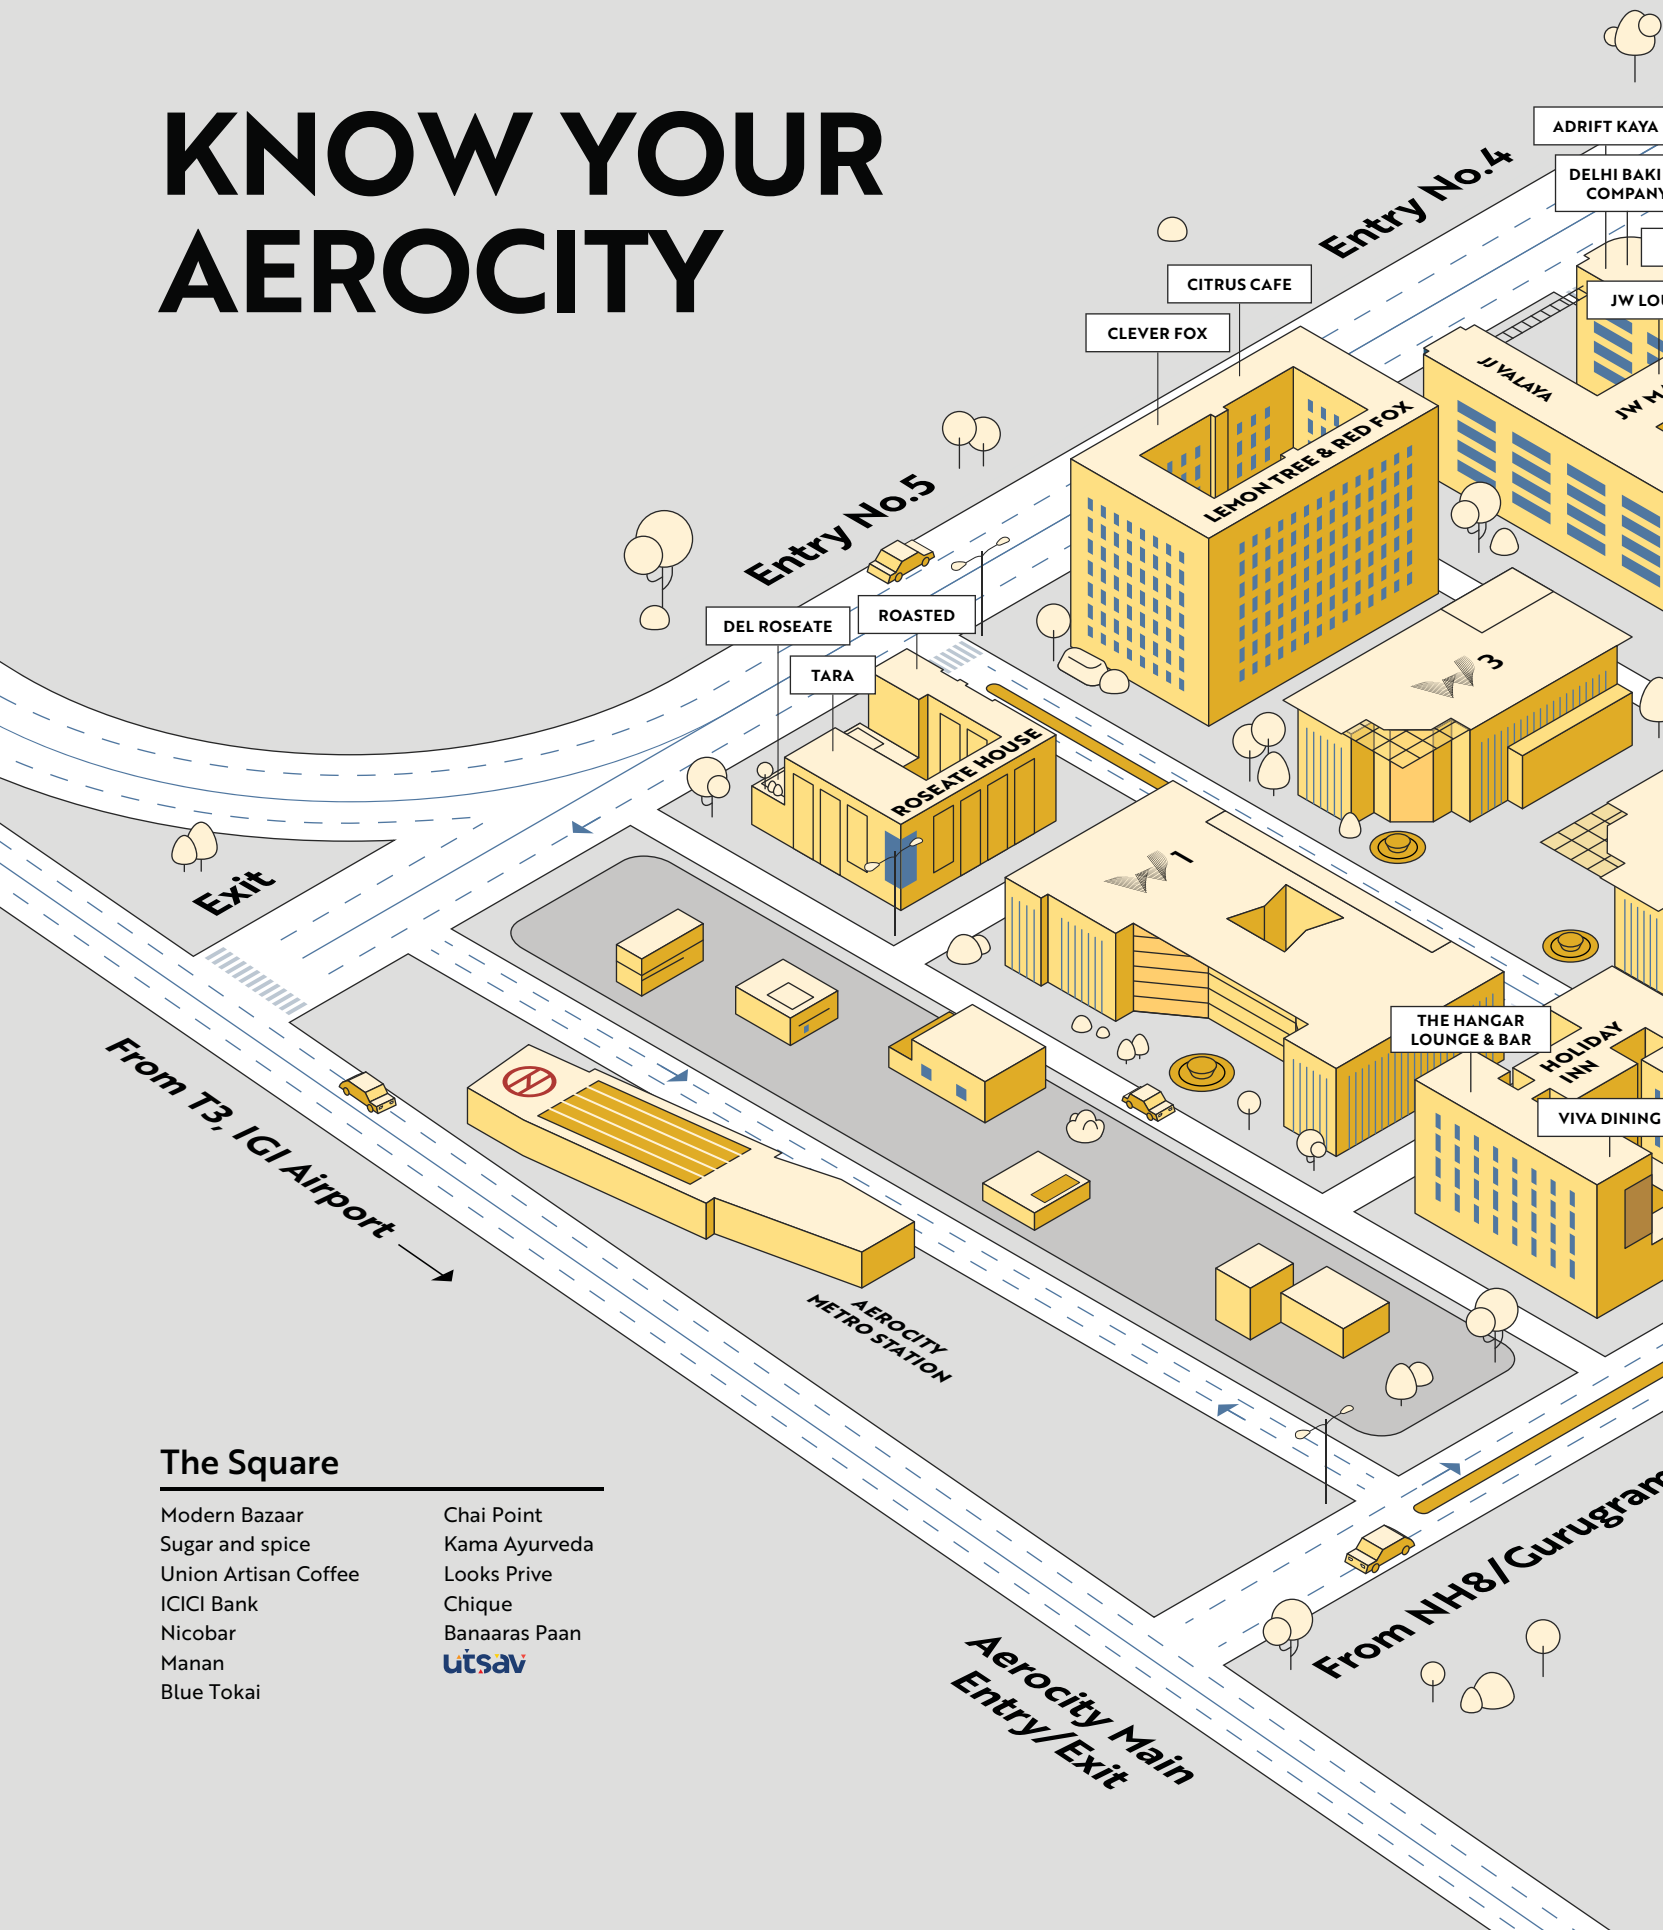 KNOW YOUR
AEROCITY
Entry No.4
ADRIFT KAYA
DELHI
COMPANY
CITRUS CAFE
CLEVER FOX
JW
JJ VALAYA
JW
LEMON TREE & RED FOX
Entry No.5
DEL ROSEATE
ROASTED
TARA
3
ROSEATE HOUSE
1
Exit
THE HANGAR
LOUNGE & BAR
HOLIDAY
INN
VIVA DINING
From T3, IGI Airport
AEROCITY
METRO STATION
The Square
Modern Bazaar
Sugar and spice
Union Artisan Coffee
ICICI Bank
Nicobar
Manan
Blue Tokai
Chai Point
Kama Ayurveda
Looks Prive
Chique
Banaaras Paan
utsav
From NH8/Gurugram
Aerocity Main
Entry/Exit